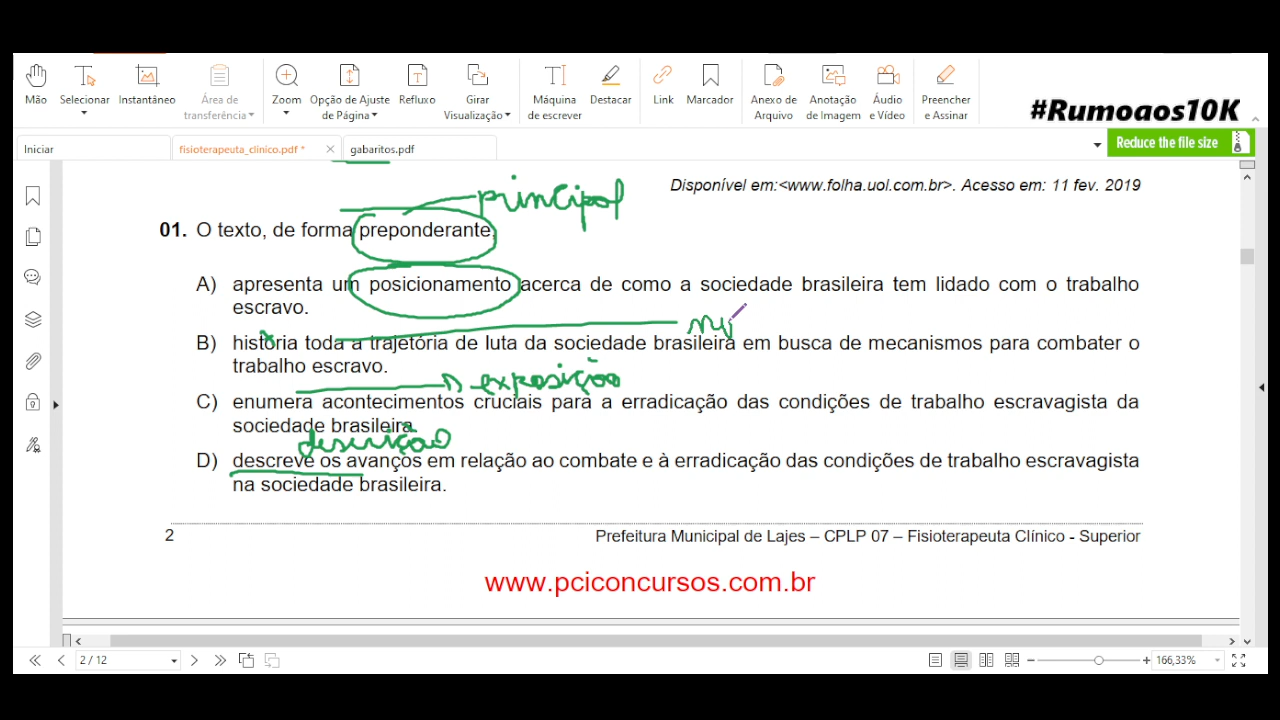 Mão
Selecionar
Instantâneo
Área de transferência
Zoom
Opção de Ajuste de Página
Refluxo
Girar Visualização
Máquina de escrever
Destacar
Link
Marcador
Anexo de Arquivo
Anotação de Imagem
Áudio e Vídeo
Preencher e Assinar
#Rumoaos10K
Iniciar
fisioterapeuta_clínico.pdf *
gabaritos.pdf
Reduce the file size
Disponível em:<www.folha.uol.com.br>. Acesso em: 11 fev. 2019
principal
01. O texto, de forma preponderante,
A) apresenta um posicionamento acerca de como a sociedade brasileira tem lidado com o trabalho
escravo.
B) história toda a trajetória de luta da sociedade brasileira em busca de mecanismos para combater o
trabalho escravo.
exposição
C) enumera acontecimentos cruciais para a erradicação das condições de trabalho escravagista da
sociedade brasileira.
descrição
D) descreve os avanços em relação ao combate e à erradicação das condições de trabalho escravagista
na sociedade brasileira.
2
Prefeitura Municipal de Lajes – CPLP 07 – Fisioterapeuta Clínico - Superior
www.pciconcursos.com.br
2 / 12
166,33%